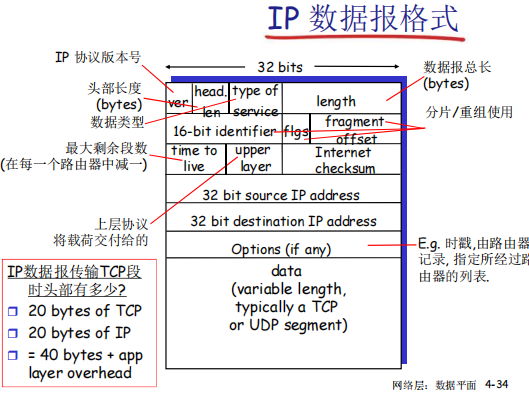 IP 数据报格式
32 bits
IP 协议版本号
头部长度
(bytes)
数据类型
最大剩余段数
(在每一个路由器中减一)
上层协议
将载荷交付给的
ver
head.
len
type of
service
length
16-bit identifier
flgs
fragment
offset
time to
live
upper
layer
Internet
checksum
32 bit source IP address
32 bit destination IP address
Options (if any)
data
(variable length,
typically a TCP
or UDP segment)
数据报总长
(bytes)
分片/重组使用
E.g. 时戳,由路由器
记录, 指定所经过路
由器的列表.
IP数据报传输TCP段
时头部有多少?
20 bytes of TCP
20 bytes of IP
= 40 bytes + app
layer overhead
网络层：数据平面 4-34